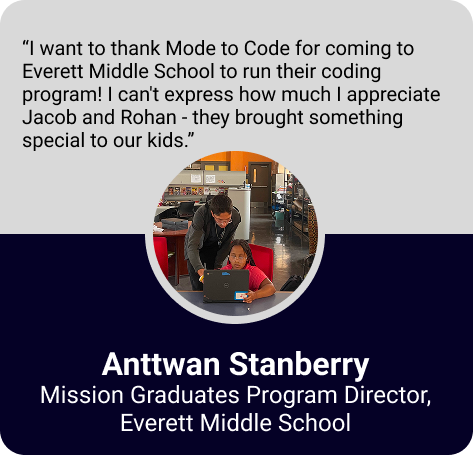 “I want to thank Mode to Code for coming to
Everett Middle School to run their coding
program! I can't express how much I appreciate
Jacob and Rohan - they brought something
special to our kids.”
Anttwan Stanberry
Mission Graduates Program Director,
Everett Middle School